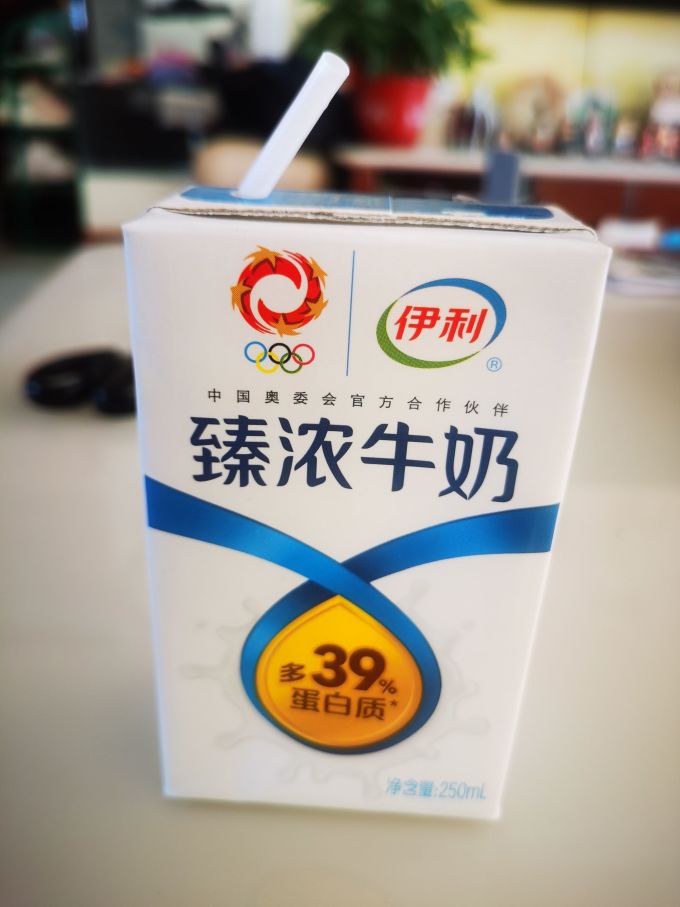 伊利
®
中国奥委会官方合作伙伴
臻浓牛奶
多39%
蛋白质*
净含量:250mL